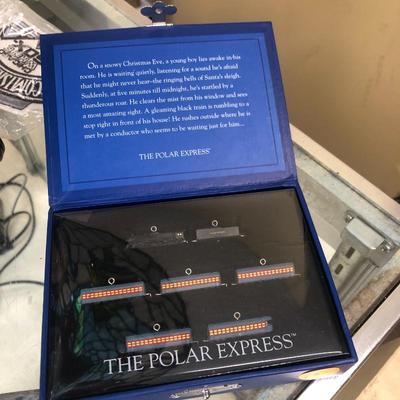 On a snowy Christmas Eve, a young boy lies awake in his
room. He is waiting quietly, listening for a sound he's afraid
that he might never hear–the ringing bells of Santa's sleigh.
Suddenly, at five minutes till midnight, he's startled by a
thunderous roar. He clears the mist from his window and sees
a most amazing sight. A gleaming black train is rumbling to a
stop right in front of his house! He rushes outside where he is
met by a conductor who seems to be waiting just for him...
THE POLAR EXPRESS
THE POLAR EXPRESS™